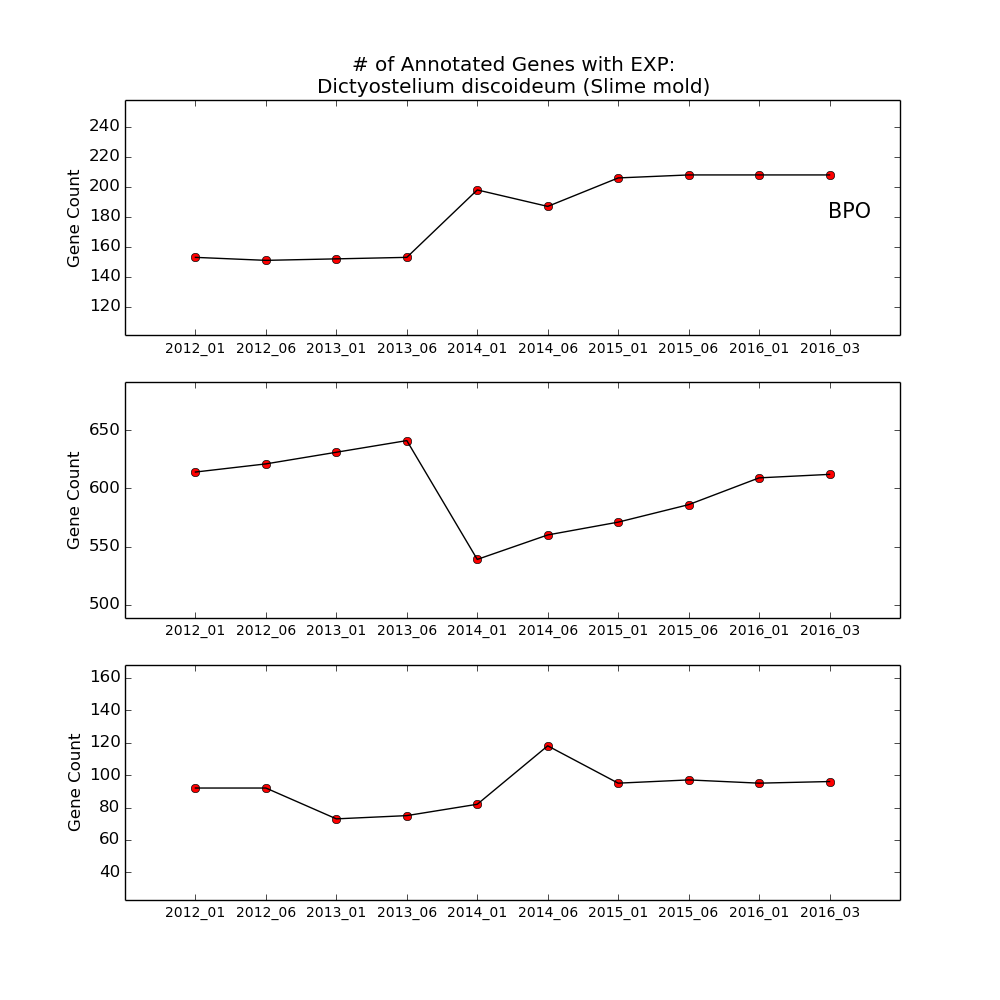 # of Annotated Genes with EXP:
Dictyostelium discoideum (Slime mold)
240
220
200
180
160
140
120
Gene Count
BPO
2012_01 2012_06 2013_01 2013_06 2014_01 2014_06 2015_01 2015_06 2016_01 2016_03
650
600
550
500
Gene Count
2012_01 2012_06 2013_01 2013_06 2014_01 2014_06 2015_01 2015_06 2016_01 2016_03
160
140
120
100
80
60
40
Gene Count
2012_01 2012_06 2013_01 2013_06 2014_01 2014_06 2015_01 2015_06 2016_01 2016_03